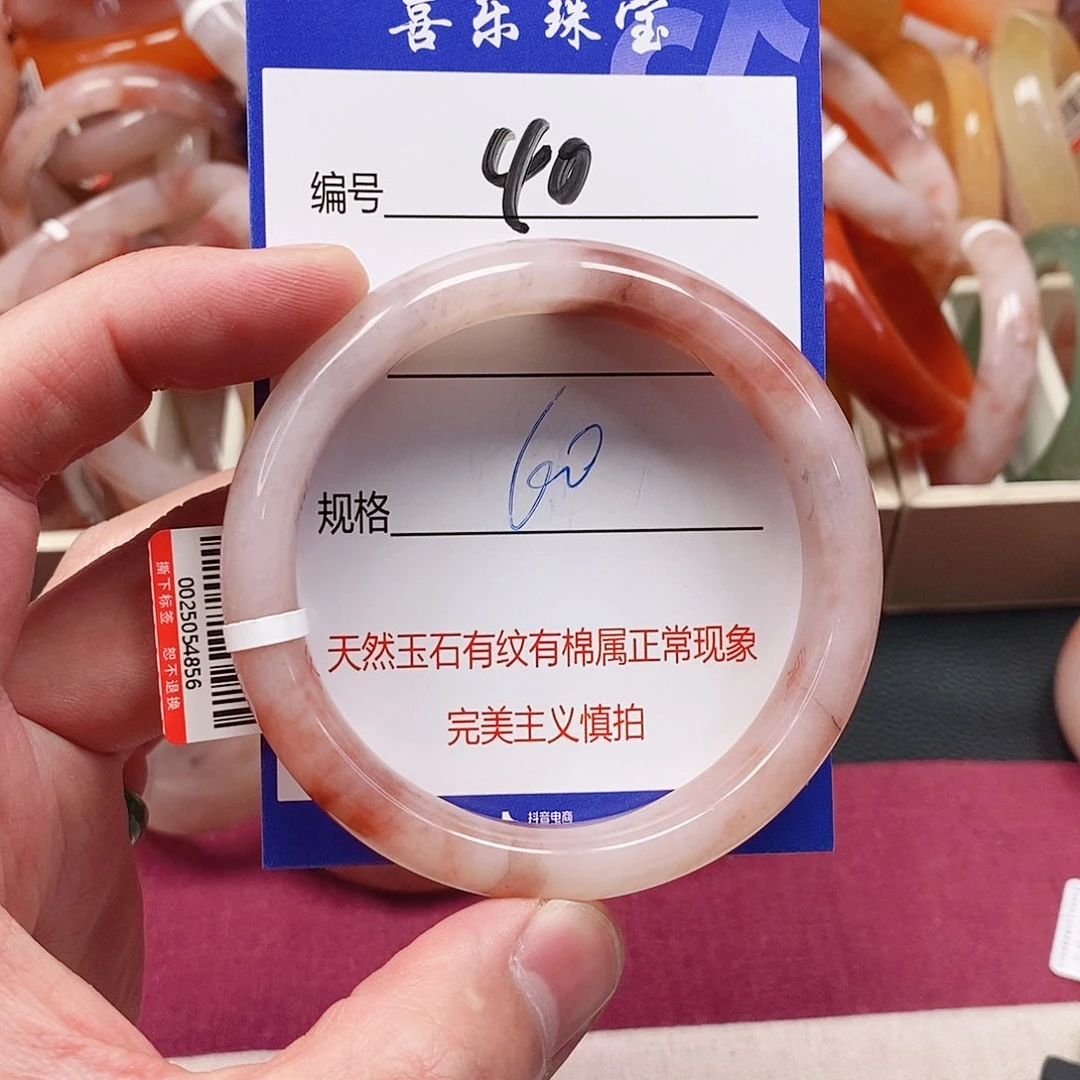 喜乐珠宝
编号 40
规格 60
天然玉石有纹有棉属正常现象
完美主义慎拍
抖音电商
撕下标签 恕不退换
0025054856